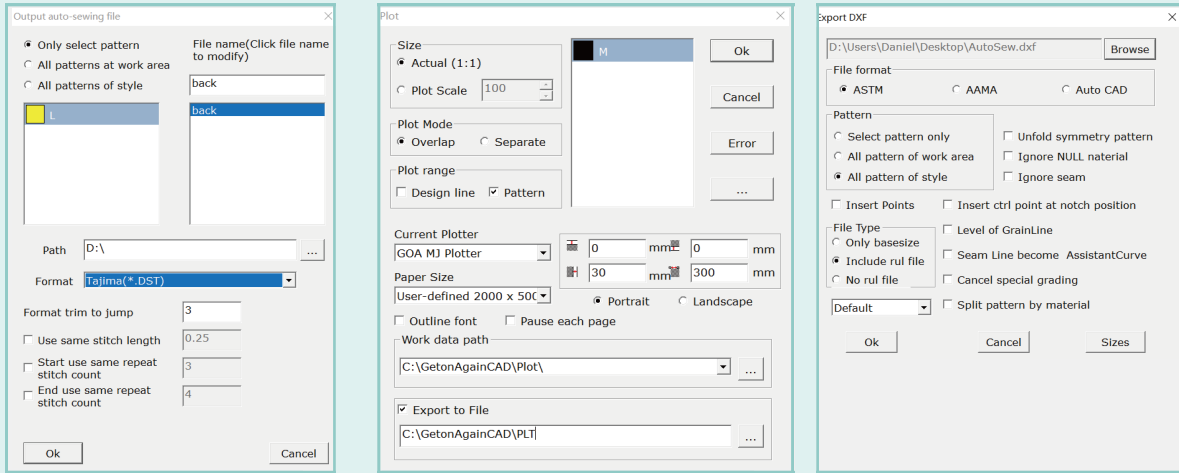 Output auto-sewing file
Only select pattern
All patterns at work area
All patterns of style
File name(Click file name
to modify)
back
L
back
Path
D:\
...
Format
Tajima(*.DST)
Format trim to jump
3
Use same stitch length
0.25
Start use same repeat
stitch count
3
End use same repeat
stitch count
4
Ok
Cancel
Plot
Size
Actual (1:1)
Plot Scale
100
Plot Mode
Overlap
Separate
Plot range
Design line
Pattern
M
Ok
Cancel
Error
...
Current Plotter
GOA MJ Plotter
Paper Size
User-defined 2000 x 500
0
mm
0
mm
30
mm
300
mm
Portrait
Landscape
Outline font
Pause each page
Work data path
C:\GetonAgainCAD\Plot\
...
Export to File
C:\GetonAgainCAD\PLT
...
Export DXF
D:\Users\Daniel\Desktop\AutoSew.dxf
Browse
File format
ASTM
AAMA
Auto CAD
Pattern
Select pattern only
All pattern of work area
All pattern of style
Unfold symmetry pattern
Ignore NULL naterial
Ignore seam
Insert Points
Insert ctrl point at notch position
File Type
Only basesize
Include rul file
No rul file
Level of GrainLine
Seam Line become AssistantCurve
Cancel special grading
Default
Split pattern by material
Ok
Cancel
Sizes